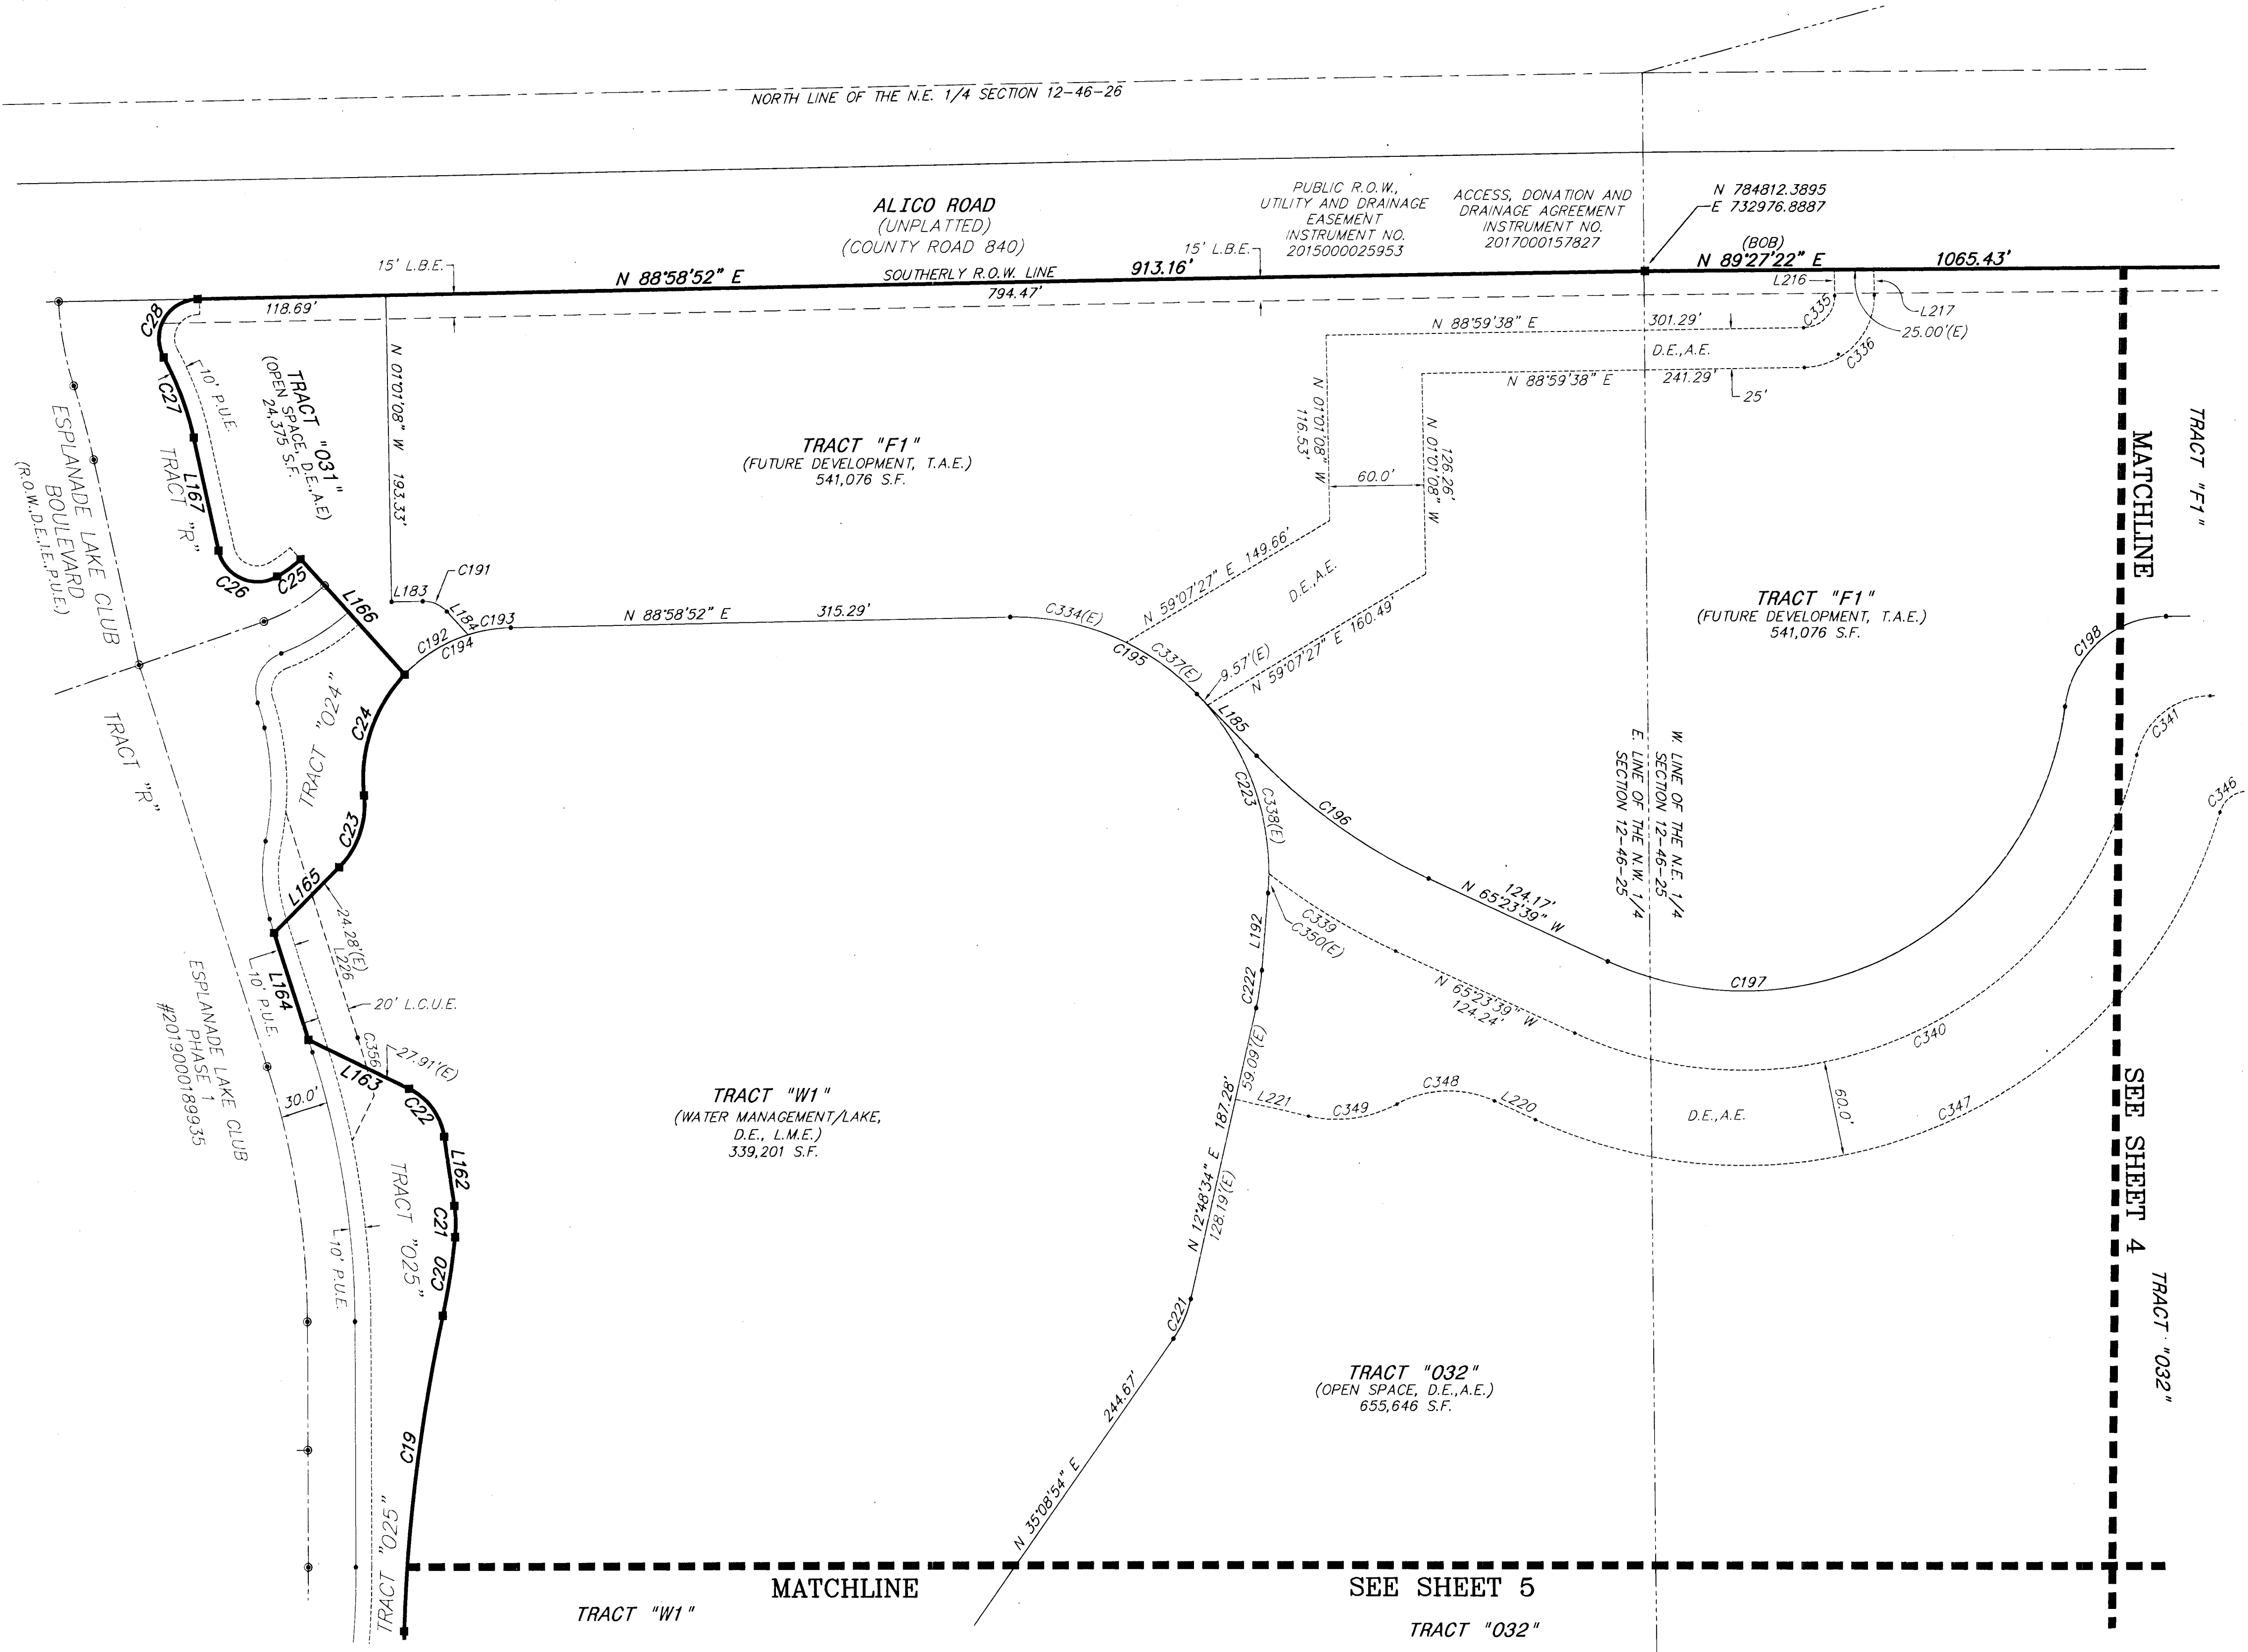 NORTH LINE OF THE N.E. 1/4 SECTION 12-46-26
ALICO ROAD
(UNPLATTED)
(COUNTY ROAD 840)
PUBLIC R.O.W.,
UTILITY AND DRAINAGE
EASEMENT
INSTRUMENT NO.
2015000025953
ACCESS, DONATION AND
DRAINAGE AGREEMENT
INSTRUMENT NO.
2017000157827
N 784812.3895
E 732976.8887
15' L.B.E.
N 88°58'52" E
SOUTHERLY R.O.W. LINE
913.16'
15' L.B.E.
(BOB)
N 89°27'22" E
1065.43'
118.69'
794.47'
L216
L217
25.00'(E)
C335
C336
N 88°59'38" E
301.29'
D.E.,A.E.
N 88°59'38" E
241.29'
25'
C28
C27
10' P.U.E.
TRACT "031"
(OPEN SPACE, D.E.,A.E)
24,375 S.F.
N 01°01'08" W 193.33'
TRACT "F1"
(FUTURE DEVELOPMENT, T.A.E.)
541,076 S.F.
N 01°01'08" W
116.53'
60.0'
126.26'
N 01°01'08" W
MATCHLINE
TRACT "F1"
ESPLANADE LAKE CLUB
BOULEVARD
(R.O.W.,D.E.,I.E.,P.U.E.)
TRACT "R"
L167
C26
C25
L166
L183
C191
L184
C193
C192
C194
N 88°58'52" E
315.29'
C334(E)
N 59°07'27" E 149.66'
D.E.,A.E.
C195
C337(E)
9.57'(E)
N 59°07'27" E 160.49'
L185
TRACT "F1"
(FUTURE DEVELOPMENT, T.A.E.)
541,076 S.F.
C198
C341
C346
TRACT "R"
TRACT "024"
C24
C23
C223
C338(E)
C196
W. LINE OF THE N.E. 1/4
SECTION 12-46-25
E. LINE OF THE N.W. 1/4
SECTION 12-46-25
L165
24.28'(E)
L226
124.17'
N 65°23'39" W
C339
C350(E)
L192
C222
N 65°23'39" W
124.24'
C197
C340
C347
ESPLANADE LAKE CLUB
PHASE 1
#2019000189935
L164
10' P.U.E.
20' L.C.U.E.
C356
27.91'(E)
L163
30.0'
C22
TRACT "W1"
(WATER MANAGEMENT/LAKE,
D.E., L.M.E.)
339,201 S.F.
59.09'(E)
187.28'
N 12°48'34" E
128.19'(E)
L221
C349
C348
L220
D.E.,A.E.
60.0'
SEE SHEET 4
TRACT "025"
L162
C21
C20
10' P.U.E.
C221
TRACT "032"
TRACT "032"
(OPEN SPACE, D.E.,A.E.)
655,646 S.F.
C19
244.67'
N 35°08'54" E
TRACT "025"
MATCHLINE
SEE SHEET 5
TRACT "W1"
TRACT "032"